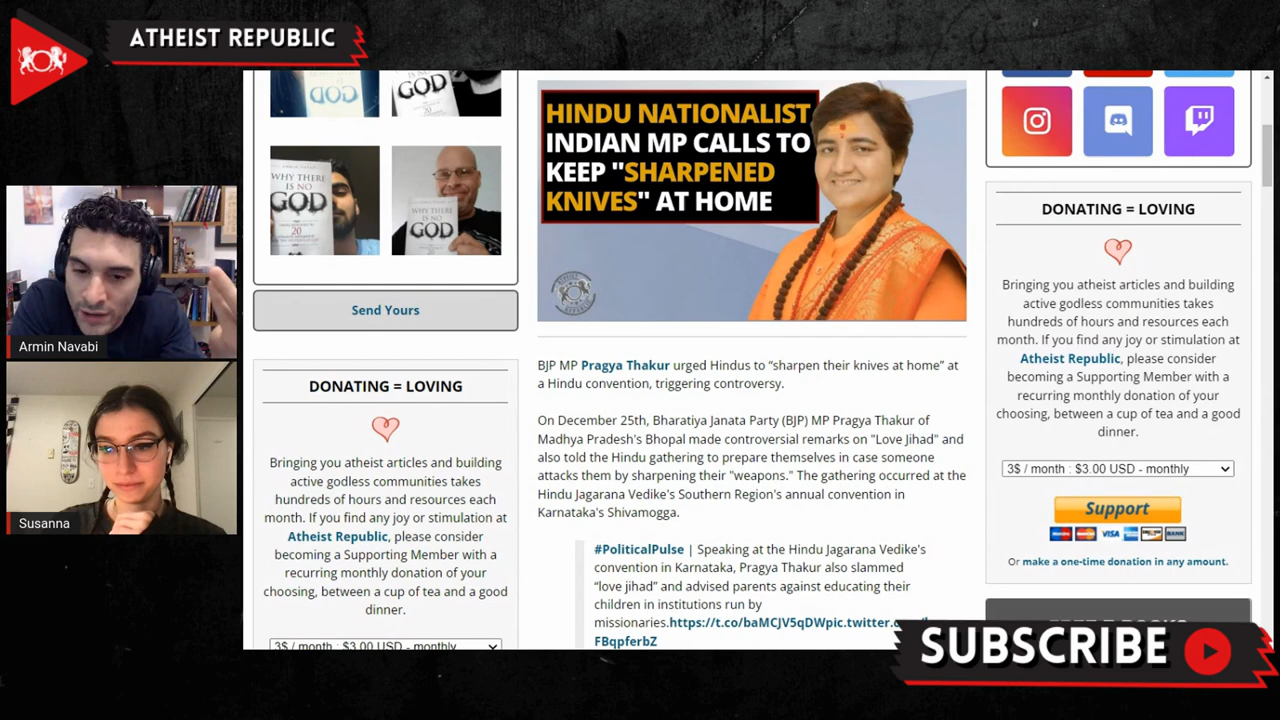 ATHEIST REPUBLIC
GOD
GOD
WHY THERE
IS NO
GOD
20
WHY THERE
IS NO
GOD
Send Yours
DONATING = LOVING
Bringing you atheist articles and building
active godless communities takes
hundreds of hours and resources each
month. If you find any joy or stimulation at
Atheist Republic, please consider
becoming a Supporting Member with a
recurring monthly donation of your
choosing, between a cup of tea and a good
dinner.
3$ / month : $3.00 USD - monthly
HINDU NATIONALIST
INDIAN MP CALLS TO
KEEP "SHARPENED
KNIVES" AT HOME
BJP MP Pragya Thakur urged Hindus to “sharpen their knives at home” at
a Hindu convention, triggering controversy.
On December 25th, Bharatiya Janata Party (BJP) MP Pragya Thakur of
Madhya Pradesh's Bhopal made controversial remarks on "Love Jihad" and
also told the Hindu gathering to prepare themselves in case someone
attacks them by sharpening their "weapons." The gathering occurred at the
Hindu Jagarana Vedike's Southern Region's annual convention in
Karnataka's Shivamogga.
#PoliticalPulse | Speaking at the Hindu Jagarana Vedike's
convention in Karnataka, Pragya Thakur also slammed
“love jihad” and advised parents against educating their
children in institutions run by
missionaries.https://t.co/baMCJV5qDWpic.twitter.
FBqpferbZ
DONATING = LOVING
Bringing you atheist articles and building
active godless communities takes
hundreds of hours and resources each
month. If you find any joy or stimulation at
Atheist Republic, please consider
becoming a Supporting Member with a
recurring monthly donation of your
choosing, between a cup of tea and a good
dinner.
3$ / month : $3.00 USD - monthly
Support
VISA
BANK
Or make a one-time donation in any amount.
Armin Navabi
Susanna
SUBSCRIBE